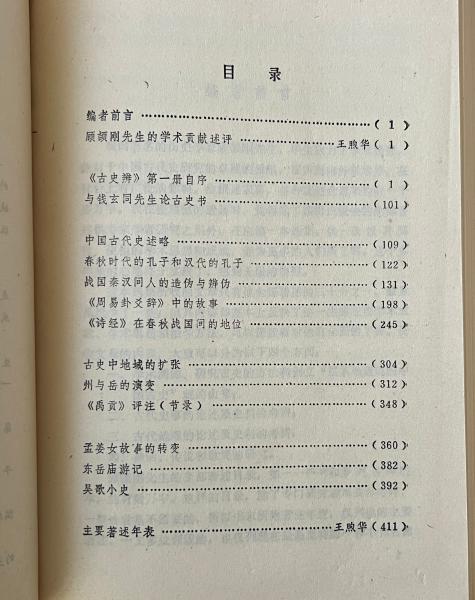 目 录
编者前言……………………………………( 1 )
顾颉刚先生的学术贡献述评……………王煦华( 1 )
《古史辨》第一册自序……………………( 1 )
与钱玄同先生论古史书……………………(101)
中国古代史述略……………………………(109)
春秋时代的孔子和汉代的孔子……………(122)
战国秦汉间人的造伪与辨伪………………(131)
《周易卦爻辞》中的故事…………………(198)
《诗经》在春秋战国间的地位……………(245)
古史中地域的扩张…………………………(304)
州与岳的演变………………………………(312)
《禹贡》评注(节录)……………………(348)
孟姜女故事的转变…………………………(360)
东岳庙游记…………………………………(382)
吴歌小史……………………………………(392)
主要著述年表……………………………王煦华(411)